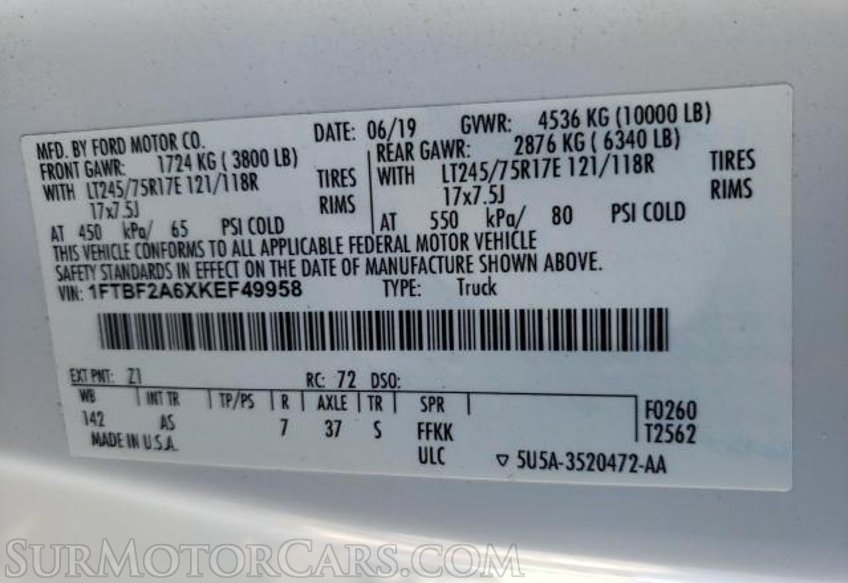 MFD. BY FORD MOTOR CO. DATE: 06/19 GVWR: 4536 KG (10000 LB)
FRONT GAWR: 1724 KG ( 3800 LB) REAR GAWR: 2876 KG ( 6340 LB)
WITH LT245/75R17E 121/118R TIRES WITH LT245/75R17E 121/118R TIRES
17x7.5J RIMS 17x7.5J RIMS
AT 450 kPa/ 65 PSI COLD AT 550 kPa/ 80 PSI COLD
THIS VEHICLE CONFORMS TO ALL APPLICABLE FEDERAL MOTOR VEHICLE
SAFETY STANDARDS IN EFFECT ON THE DATE OF MANUFACTURE SHOWN ABOVE.
VIN: 1FTBF2A6XKEF49958 TYPE: Truck
EXT PNT: Z1 RC: 72 DSO:
WB INT TR TP/PS R AXLE TR SPR F0260
142 AS 7 37 S FFKK T2562
MADE IN U.S.A. ULC ▽ 5U5A-3520472-AA
SURMOTORCARS.COM